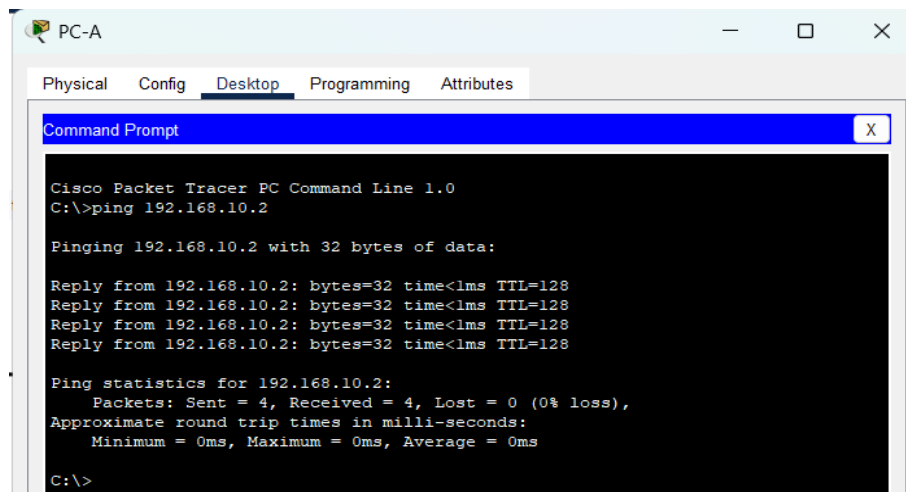 PC-A
Physical Config Desktop Programming Attributes
Command Prompt X
Cisco Packet Tracer PC Command Line 1.0
C:\>ping 192.168.10.2
Pinging 192.168.10.2 with 32 bytes of data:
Reply from 192.168.10.2: bytes=32 time<1ms TTL=128
Reply from 192.168.10.2: bytes=32 time<1ms TTL=128
Reply from 192.168.10.2: bytes=32 time<1ms TTL=128
Reply from 192.168.10.2: bytes=32 time<1ms TTL=128
Ping statistics for 192.168.10.2:
Packets: Sent = 4, Received = 4, Lost = 0 (0% loss),
Approximate round trip times in milli-seconds:
Minimum = 0ms, Maximum = 0ms, Average = 0ms
C:\>